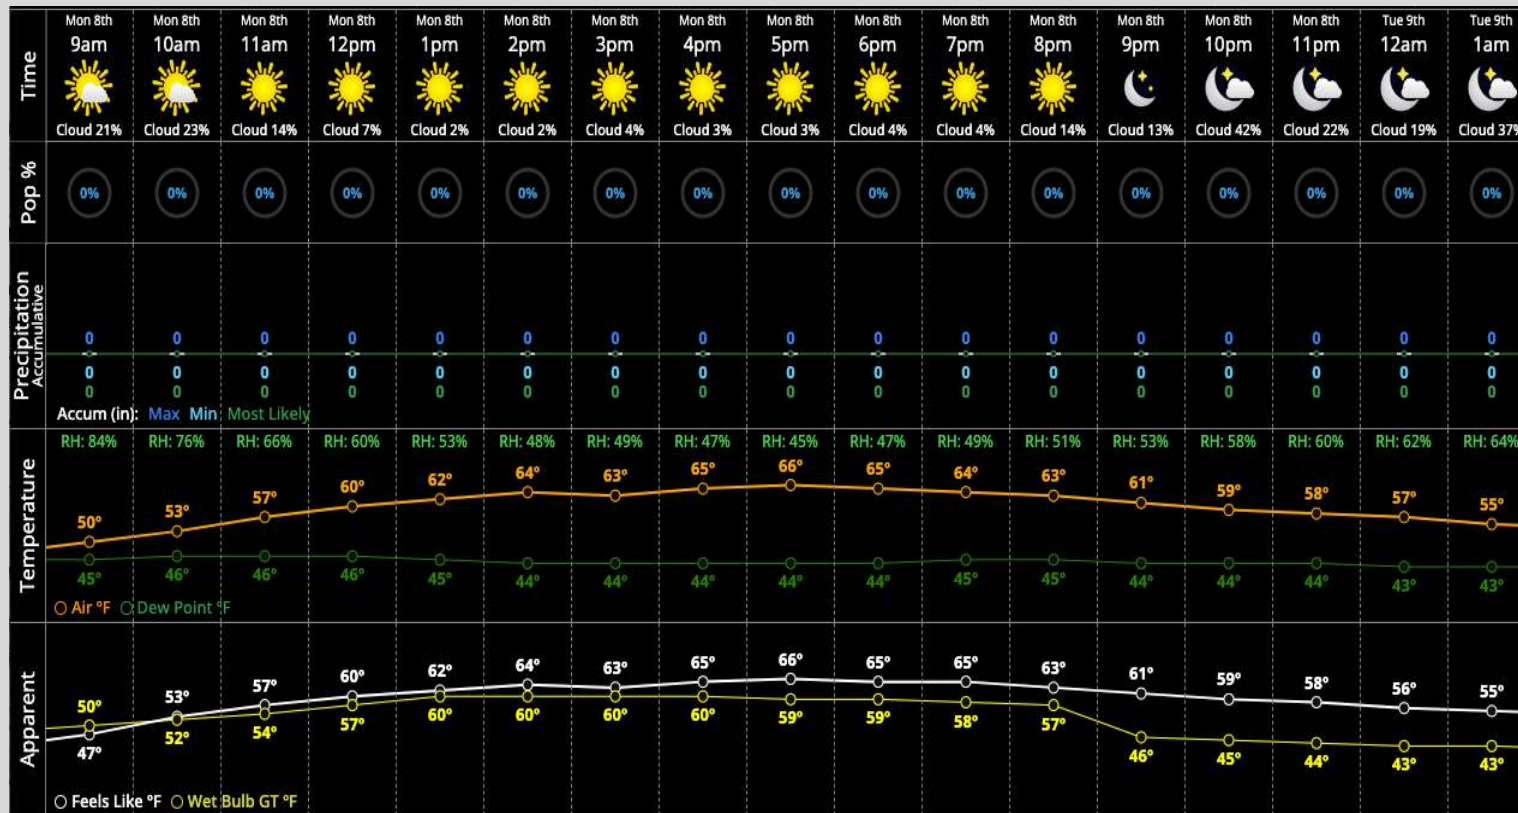 Time
Mon 8th Mon 8th Mon 8th Mon 8th Mon 8th Mon 8th Mon 8th Mon 8th Mon 8th Mon 8th Mon 8th Mon 8th Mon 8th Mon 8th Mon 8th Tue 9th Tue 9th
9am 10am 11am 12pm 1pm 2pm 3pm 4pm 5pm 6pm 7pm 8pm 9pm 10pm 11pm 12am 1am
Cloud 21% Cloud 23% Cloud 14% Cloud 7% Cloud 2% Cloud 2% Cloud 4% Cloud 3% Cloud 3% Cloud 4% Cloud 4% Cloud 14% Cloud 13% Cloud 42% Cloud 22% Cloud 19% Cloud 37%
Pop %
0% 0% 0% 0% 0% 0% 0% 0% 0% 0% 0% 0% 0% 0% 0% 0% 0%
Precipitation
Accumulative
0 0 0 0 0 0 0 0 0 0 0 0 0 0 0 0 0
0 0 0 0 0 0 0 0 0 0 0 0 0 0 0 0 0
0 0 0 0 0 0 0 0 0 0 0 0 0 0 0 0 0
Accum (in): Max Min Most Likely
Temperature
RH: 84% RH: 76% RH: 66% RH: 60% RH: 53% RH: 48% RH: 49% RH: 47% RH: 45% RH: 47% RH: 49% RH: 51% RH: 53% RH: 58% RH: 60% RH: 62% RH: 64%
50° 53° 57° 60° 62° 64° 63° 65° 66° 65° 64° 63° 61° 59° 58° 57° 55°
45° 46° 46° 46° 45° 44° 44° 44° 44° 44° 45° 45° 44° 44° 44° 43° 43°
Air °F Dew Point °F
Apparent
47° 53° 57° 60° 62° 64° 63° 65° 66° 65° 65° 63° 61° 59° 58° 56° 55°
50° 52° 54° 57° 60° 60° 60° 60° 59° 59° 58° 57° 46° 45° 44° 43° 43°
Feels Like °F Wet Bulb GT °F